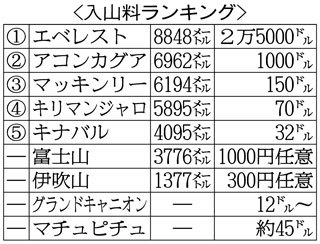 <入山料ランキング>
① エベレスト 8848メートル 2万5000ドル
② アコンカグア 6962メートル 1000ドル
③ マッキンリー 6194メートル 150ドル
④ キリマンジャロ 5895メートル 70ドル
⑤ キナバル 4095メートル 32ドル
― 富士山 3776メートル 1000円任意
― 伊吹山 1377メートル 300円任意
― グランドキャニオン ― 12ドル~
― マチュピチュ ― 約45ドル